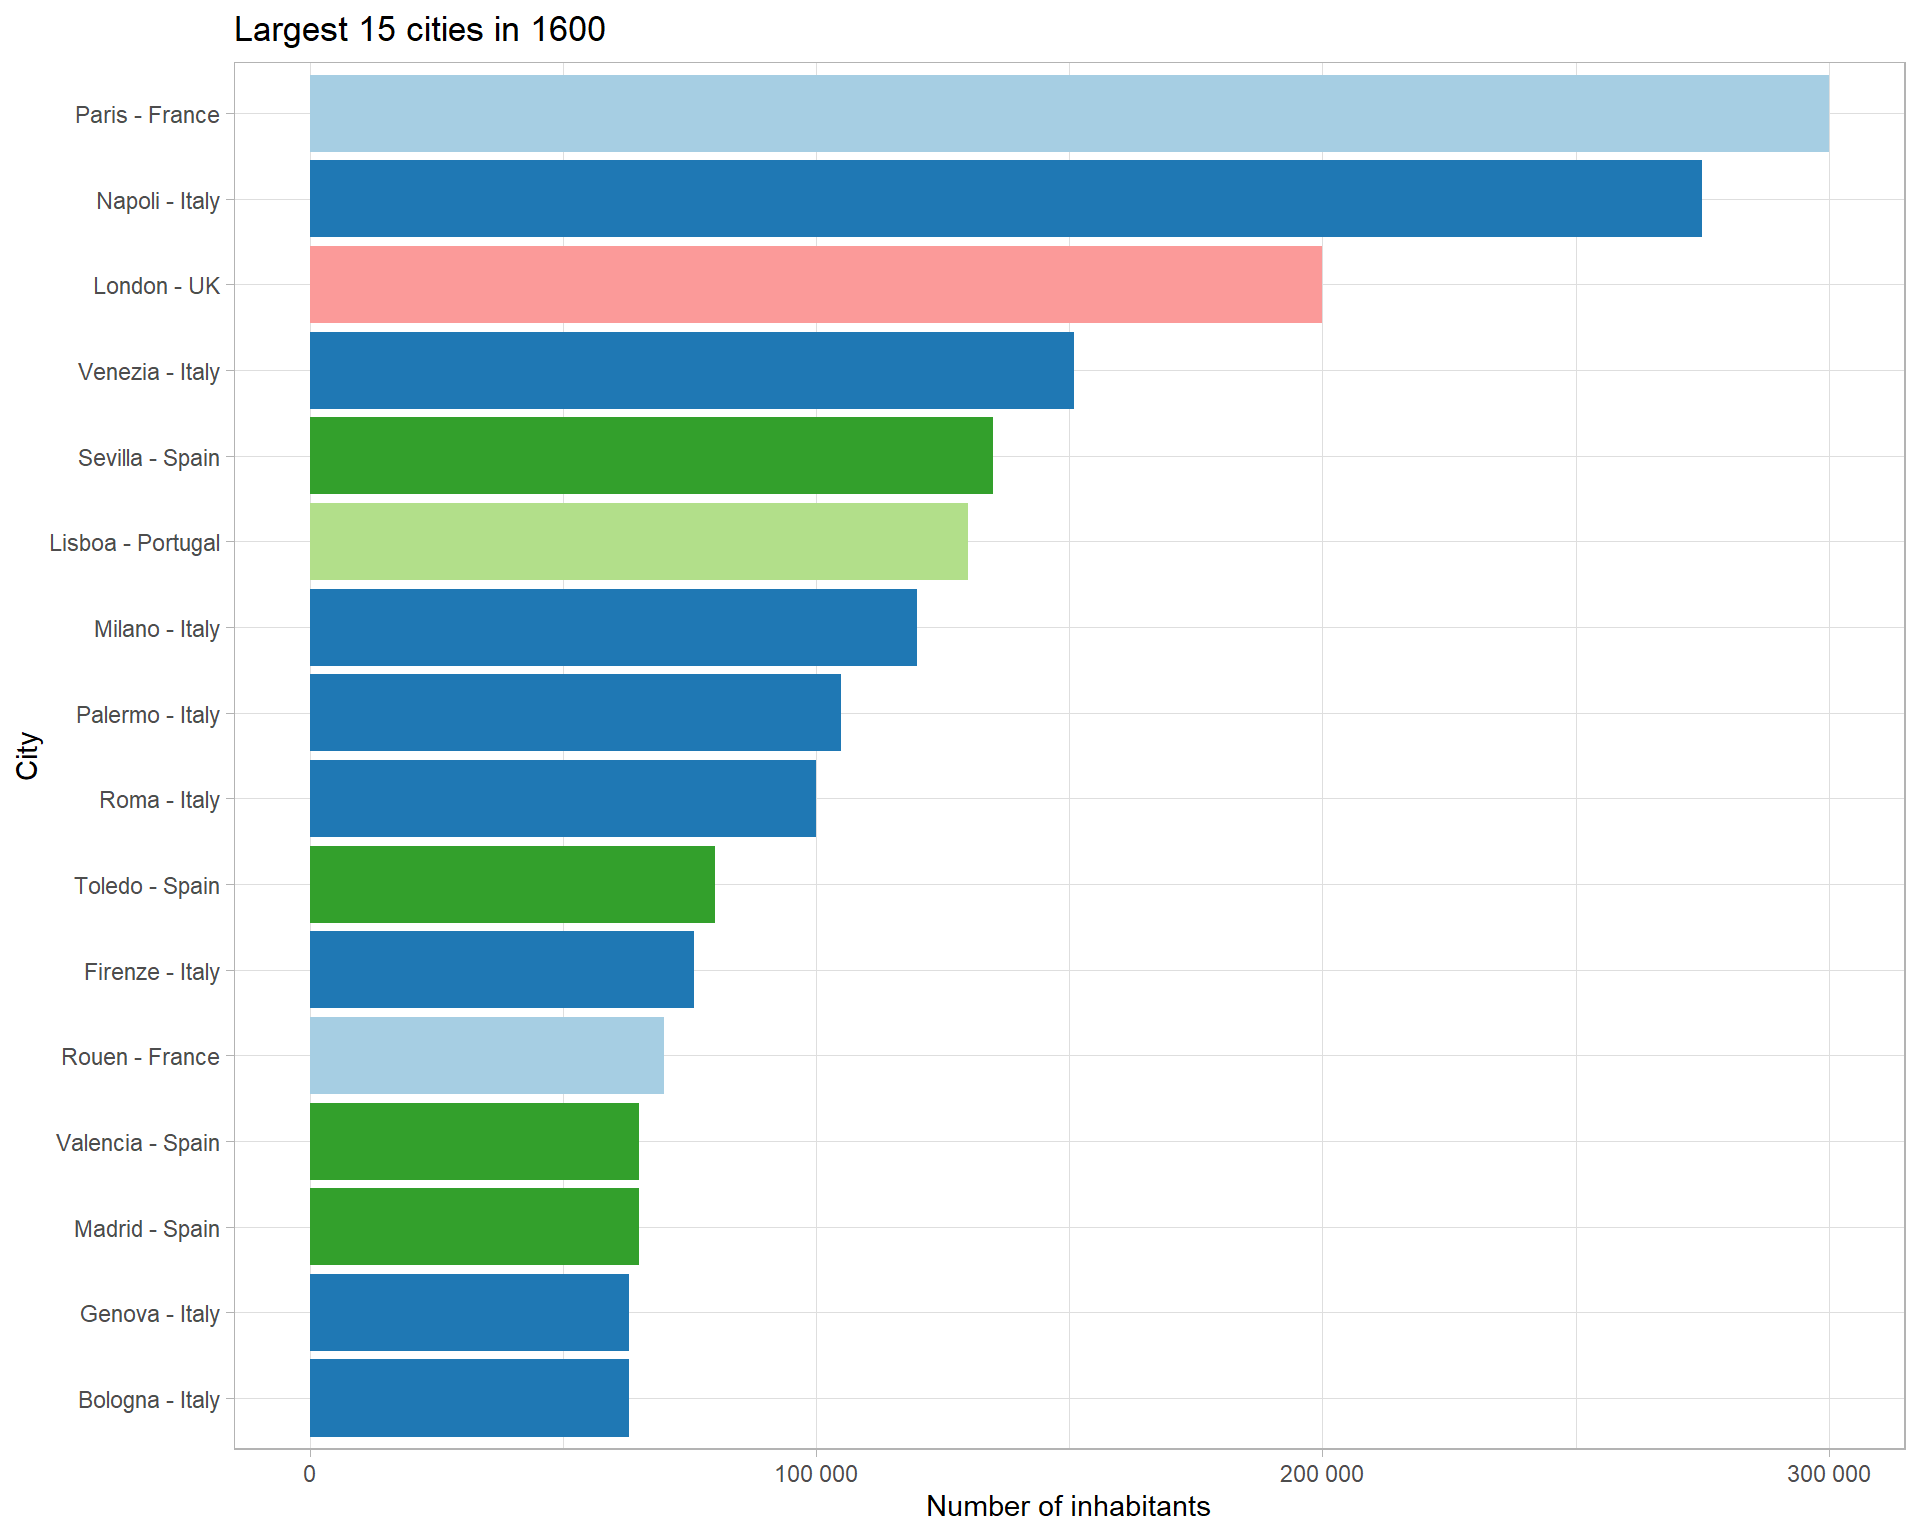 Largest 15 cities in 1600
Paris - France
Napoli - Italy
London - UK
Venezia - Italy
Sevilla - Spain
Lisboa - Portugal
Milano - Italy
Palermo - Italy
Roma - Italy
Toledo - Spain
Firenze - Italy
Rouen - France
Valencia - Spain
Madrid - Spain
Genova - Italy
Bologna - Italy
City
0 100 000 200 000 300 000
Number of inhabitants